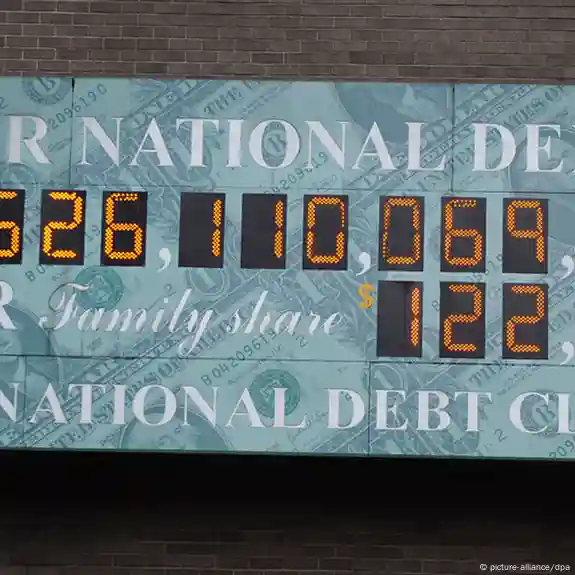 R NATIONAL DE
626,110,069,
R Family share $122,
NATIONAL DEBT CL
© picture-alliance/dpa